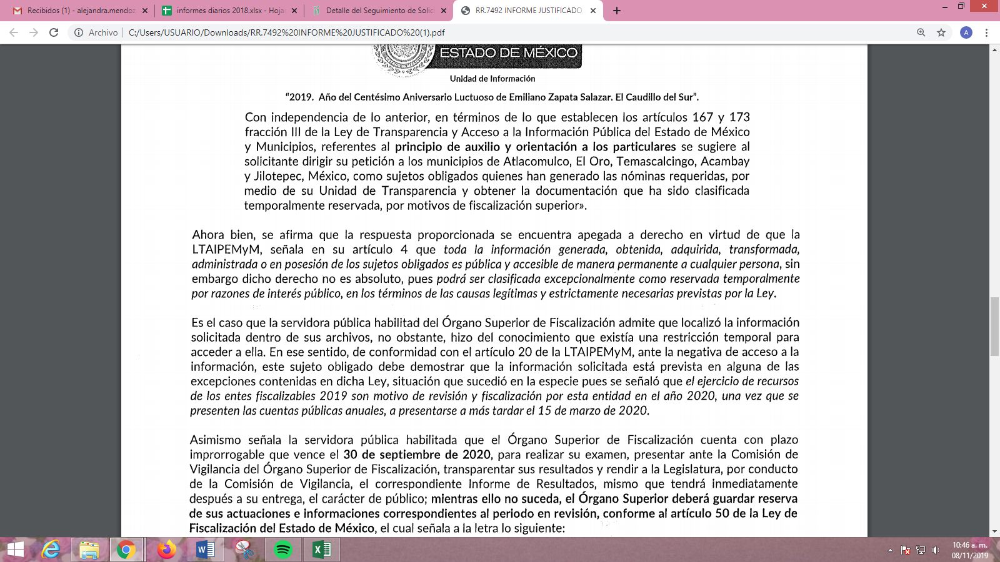 Recibidos (1) - alejandra.mendoz
informes diarios 2018.xlsx - Hoja
Detalle del Seguimiento de Solici
RR.7492 INFORME JUSTIFICADO
Archivo
C:/Users/USUARIO/Downloads/RR.7492%20INFORME%20JUSTIFICADO%20(1).pdf
A
ESTADO DE MÉXICO
Unidad de Información
“2019. Año del Centésimo Aniversario Luctuoso de Emiliano Zapata Salazar. El Caudillo del Sur”.
Con independencia de lo anterior, en términos de lo que establecen los artículos 167 y 173
fracción III de la Ley de Transparencia y Acceso a la Información Pública del Estado de México
y Municipios, referentes al principio de auxilio y orientación a los particulares se sugiere al
solicitante dirigir su petición a los municipios de Atlacomulco, El Oro, Temascalcingo, Acambay
y Jilotepec, México, como sujetos obligados quienes han generado las nóminas requeridas, por
medio de su Unidad de Transparencia y obtener la documentación que ha sido clasificada
temporalmente reservada, por motivos de fiscalización superior».
Ahora bien, se afirma que la respuesta proporcionada se encuentra apegada a derecho en virtud de que la
LTAIPEMyM, señala en su artículo 4 que toda la información generada, obtenida, adquirida, transformada,
administrada o en posesión de los sujetos obligados es pública y accesible de manera permanente a cualquier persona, sin
embargo dicho derecho no es absoluto, pues podrá ser clasificada excepcionalmente como reservada temporalmente
por razones de interés público, en los términos de las causas legítimas y estrictamente necesarias previstas por la Ley.
Es el caso que la servidora pública habilitad del Órgano Superior de Fiscalización admite que localizó la información
solicitada dentro de sus archivos, no obstante, hizo del conocimiento que existía una restricción temporal para
acceder a ella. En ese sentido, de conformidad con el artículo 20 de la LTAIPEMyM, ante la negativa de acceso a la
información, este sujeto obligado debe demostrar que la información solicitada está prevista en alguna de las
excepciones contenidas en dicha Ley, situación que sucedió en la especie pues se señaló que el ejercicio de recursos
de los entes fiscalizables 2019 son motivo de revisión y fiscalización por esta entidad en el año 2020, una vez que se
presenten las cuentas públicas anuales, a presentarse a más tardar el 15 de marzo de 2020.
Asimismo señala la servidora pública habilitada que el Órgano Superior de Fiscalización cuenta con plazo
improrrogable que vence el 30 de septiembre de 2020, para realizar su examen, presentar ante la Comisión de
Vigilancia del Órgano Superior de Fiscalización, transparentar sus resultados y rendir a la Legislatura, por conducto
de la Comisión de Vigilancia, el correspondiente Informe de Resultados, mismo que tendrá inmediatamente
después a su entrega, el carácter de público; mientras ello no suceda, el Órgano Superior deberá guardar reserva
de sus actuaciones e informaciones correspondientes al periodo en revisión, conforme al artículo 50 de la Ley de
Fiscalización del Estado de México, el cual señala a la letra lo siguiente:
10:46 a. m.
08/11/2019